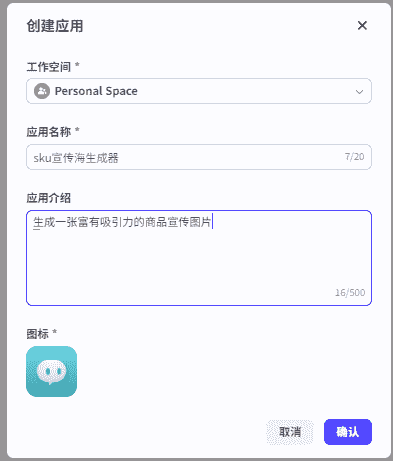 创建应用
工作空间 *
Personal Space
应用名称 *
sku宣传海生成器
7/20
应用介绍
生成一张富有吸引力的商品宣传图片
16/500
图标 *
取消
确认